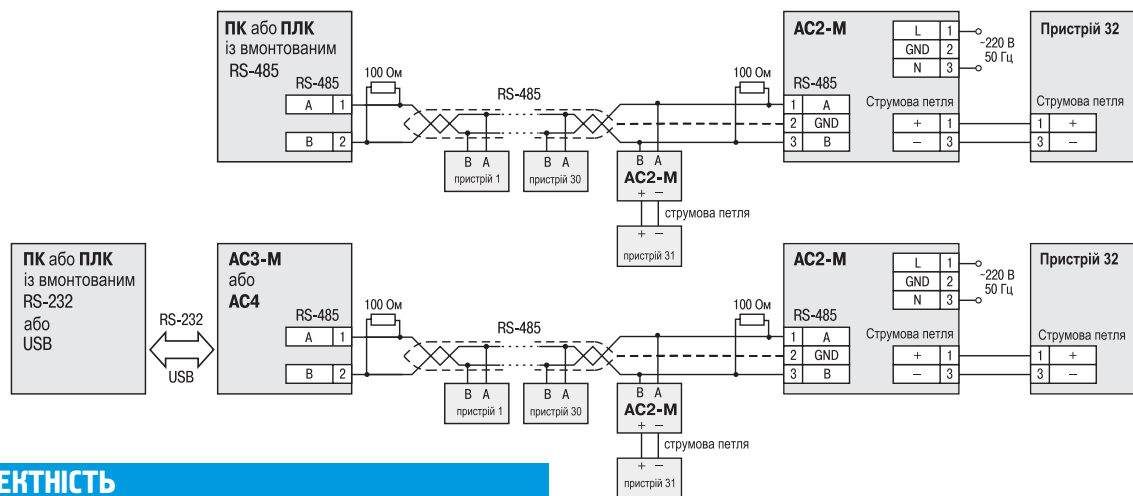 ПК або ПЛК
із вмонтованим
RS-485
RS-485
A 1
B 2
100 Ом
RS-485
B A
пристрій 1
B A
пристрій 30
B A
АС2-М
+ –
струмова петля
+ –
пристрій 31
100 Ом
АС2-М
RS-485
1 A
2 GND
3 B
L 1
GND 2
N 3
~220 В
50 Гц
Струмова петля
+ 1
– 3
Пристрій 32
Струмова петля
1 +
3 –
ПК або ПЛК
із вмонтованим
RS-232
або
USB
RS-232
USB
АС3-М
або
АС4
RS-485
A 1
B 2
100 Ом
RS-485
B A
пристрій 1
B A
пристрій 30
B A
АС2-М
+ –
струмова петля
+ –
пристрій 31
100 Ом
АС2-М
RS-485
1 A
2 GND
3 B
L 1
GND 2
N 3
~220 В
50 Гц
Струмова петля
+ 1
– 3
Пристрій 32
Струмова петля
1 +
3 –
ЕКТНІСТЬ